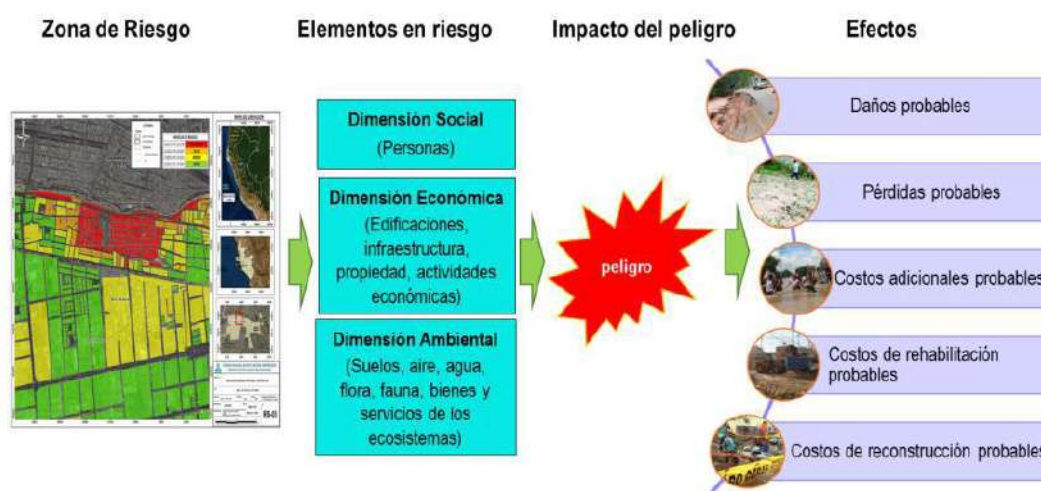 Zona de Riesgo
Elementos en riesgo
Impacto del peligro
Efectos
Dimensión Social
(Personas)
Dimensión Económica
(Edificaciones,
infraestructura,
propiedad, actividades
económicas)
Dimensión Ambiental
(Suelos, aire, agua,
flora, fauna, bienes y
servicios de los
ecosistemas)
peligro
Daños probables
Pérdidas probables
Costos adicionales probables
Costos de rehabilitación
probables
Costos de reconstrucción probables